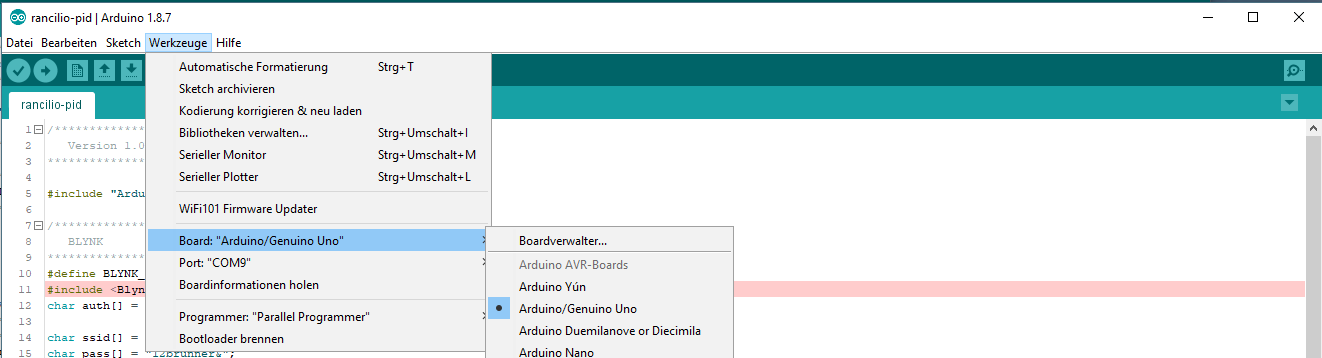 rancilio-pid | Arduino 1.8.7
Datei Bearbeiten Sketch Werkzeuge Hilfe
Automatische Formatierung Strg+T
Sketch archivieren
Kodierung korrigieren & neu laden
Bibliotheken verwalten... Strg+Umschalt+I
Serieller Monitor Strg+Umschalt+M
Serieller Plotter Strg+Umschalt+L
WiFi101 Firmware Updater
Board: "Arduino/Genuino Uno"
Port: "COM9"
Boardinformationen holen
Programmer: "Parallel Programmer"
Bootloader brennen
Boardverwalter...
Arduino AVR-Boards
Arduino Yún
Arduino/Genuino Uno
Arduino Duemilanove or Diecimila
Arduino Nano
rancilio-pid
1 /**************
2 Version 1.0
3 **************
4
5 #include "Ardu
6
7 /**************
8 BLYNK
9 **************
10 #define BLYNK_
11 #include <Blyn
12 char auth[] =
13
14 char ssid[] =
15 char pass[] = "12brunner&";